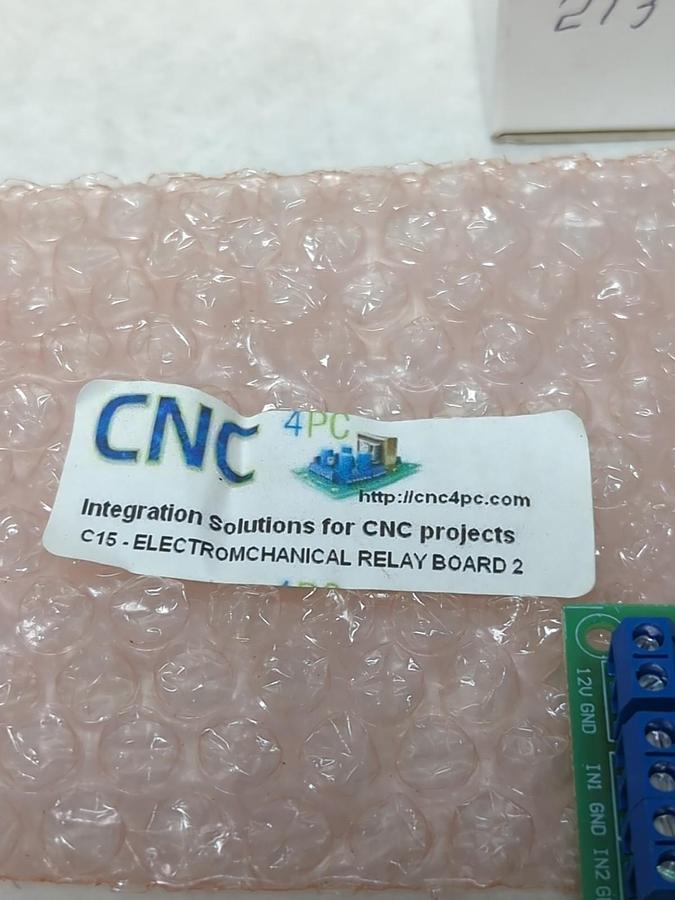 213
CNC 4PC
http://cnc4pc.com
Integration Solutions for CNC projects
C15 - ELECTROMCHANICAL RELAY BOARD 2
12V GND
IN1 GND IN2